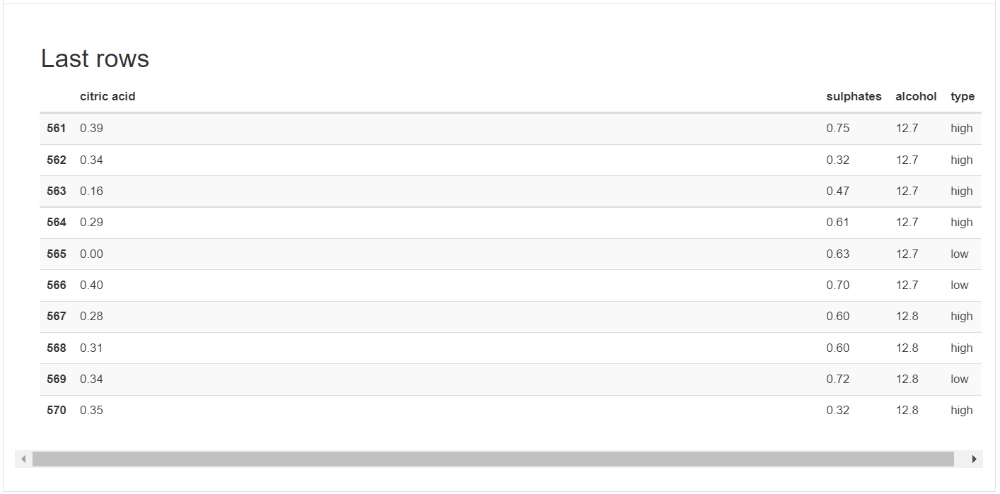 Last rows
citric acid sulphates alcohol type
561 0.39 0.75 12.7 high
562 0.34 0.32 12.7 high
563 0.16 0.47 12.7 high
564 0.29 0.61 12.7 high
565 0.00 0.63 12.7 low
566 0.40 0.70 12.7 low
567 0.28 0.60 12.8 high
568 0.31 0.60 12.8 high
569 0.34 0.72 12.8 low
570 0.35 0.32 12.8 high